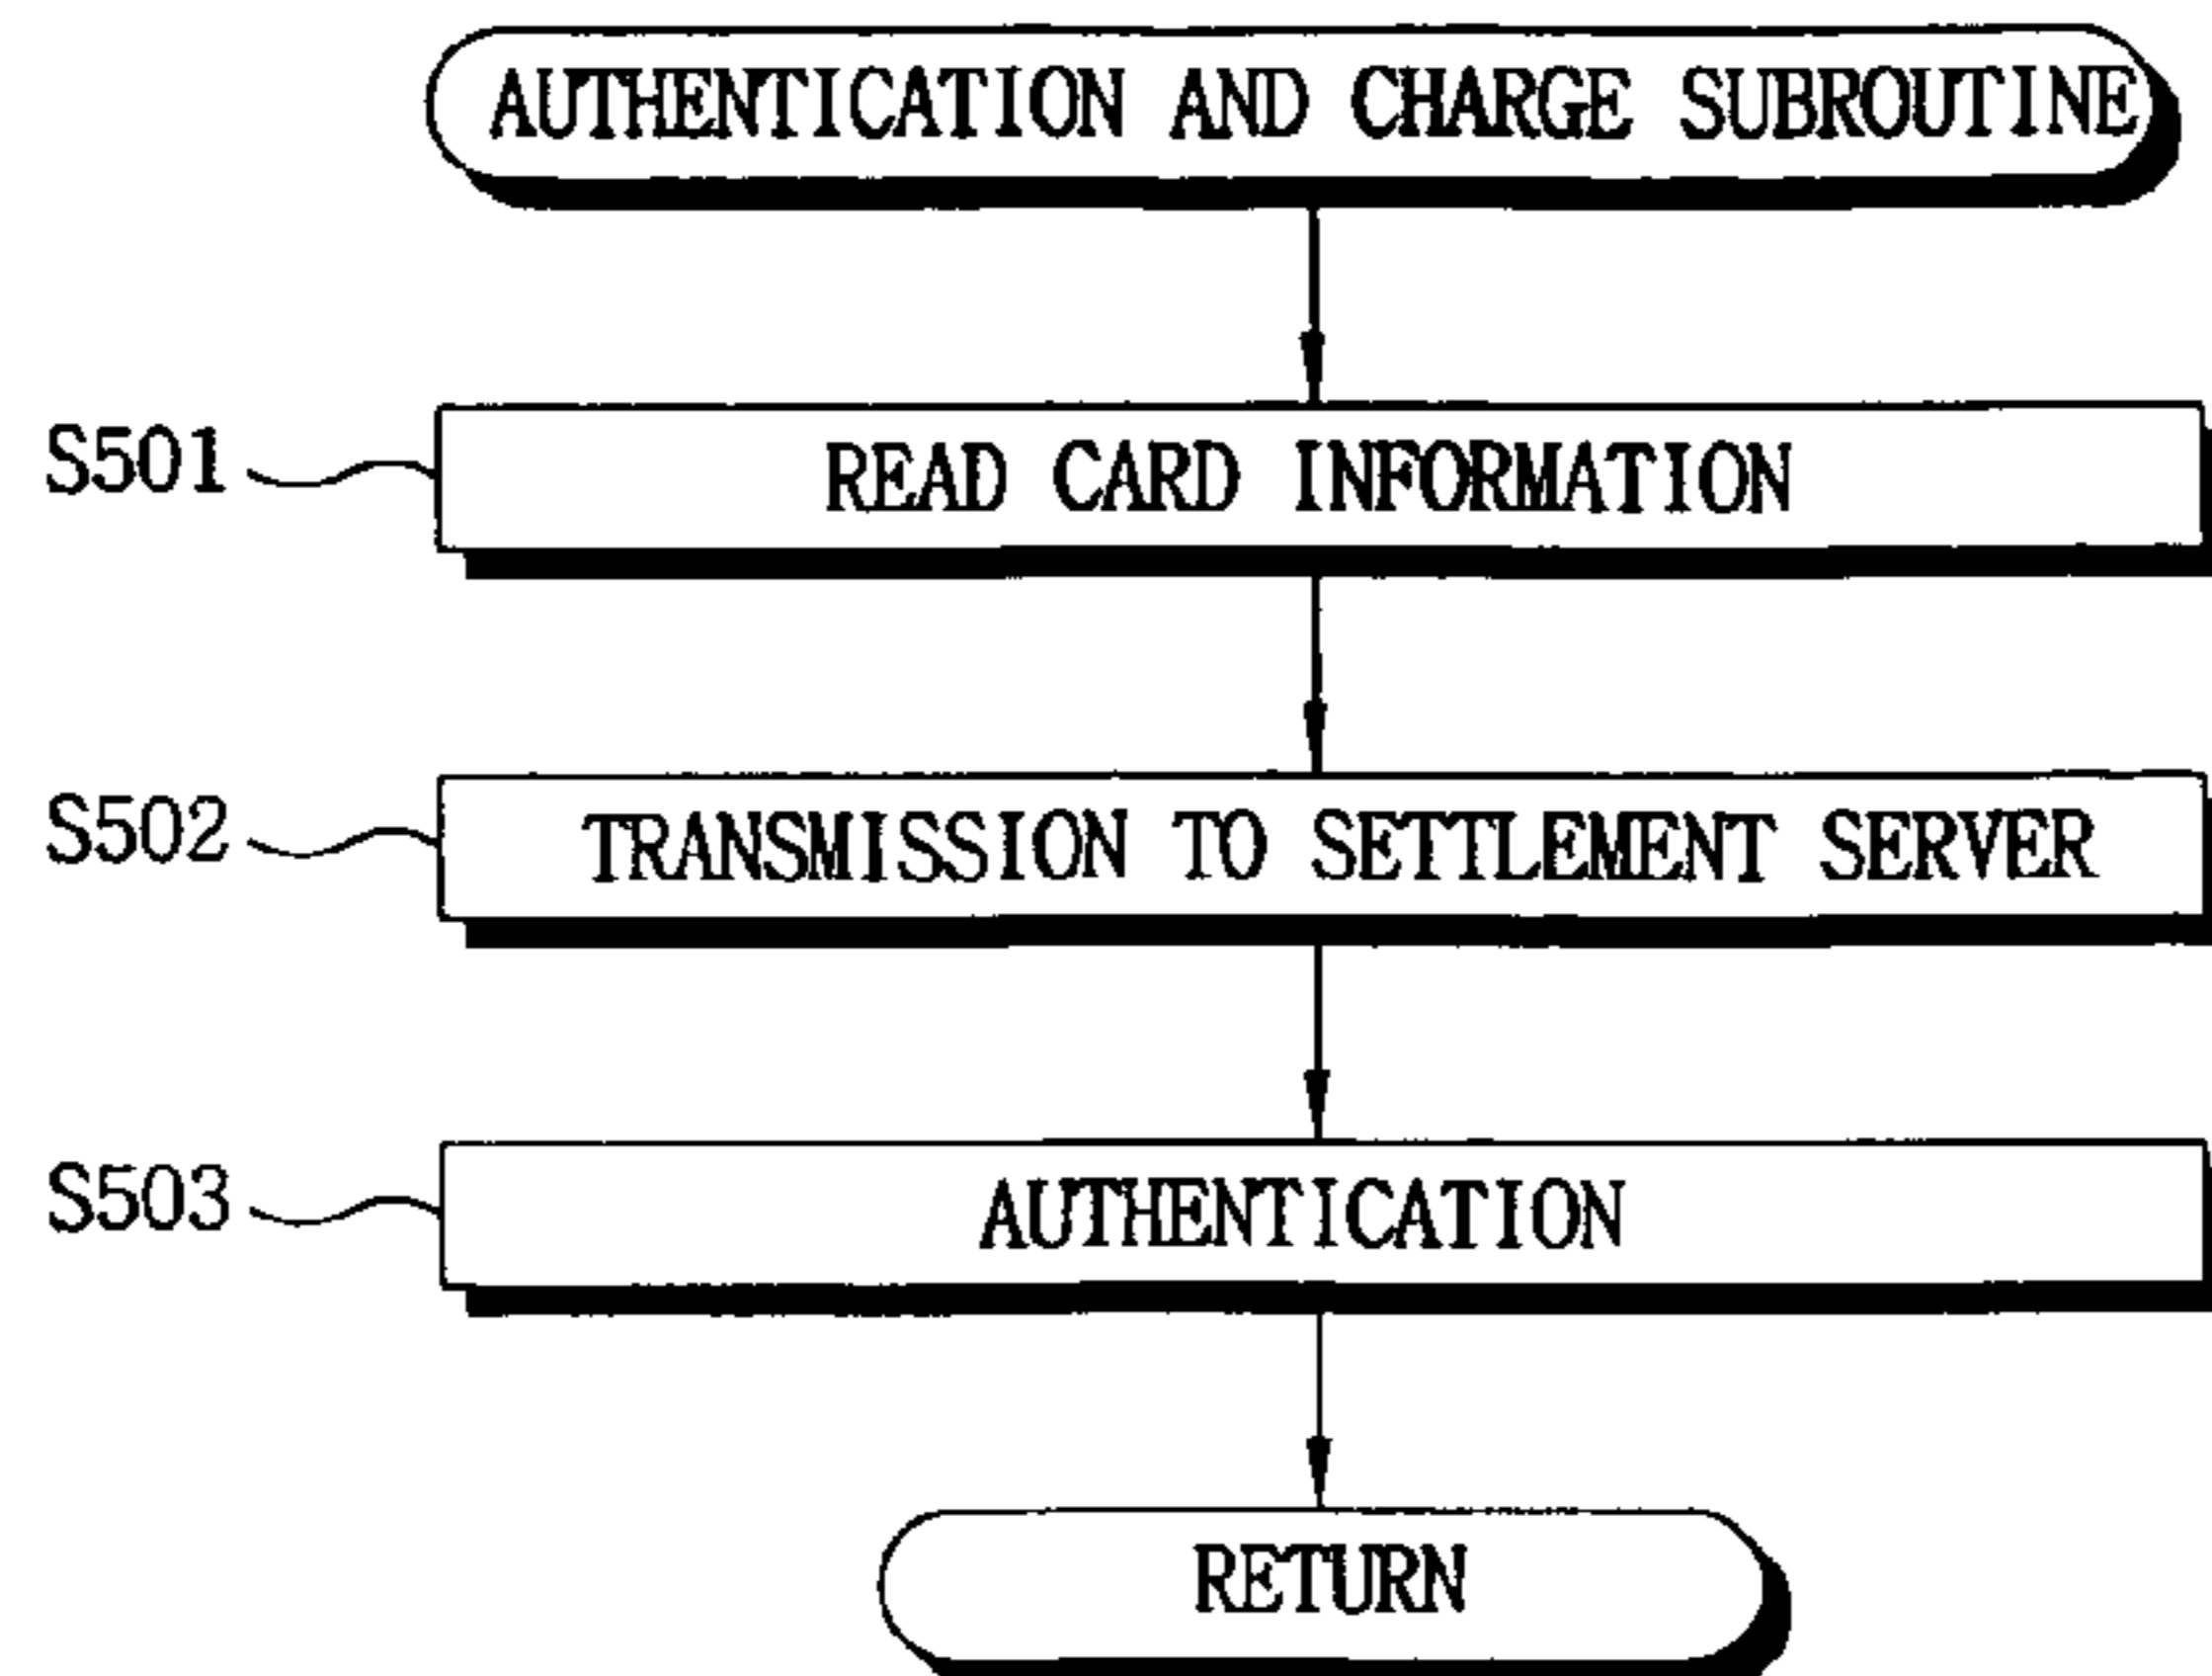 AUTHENTICATION AND CHARGE SUBROUTINE
S501
READ CARD INFORMATION
S502
TRANSMISSION TO SETTLEMENT SERVER
S503
AUTHENTICATION
RETURN